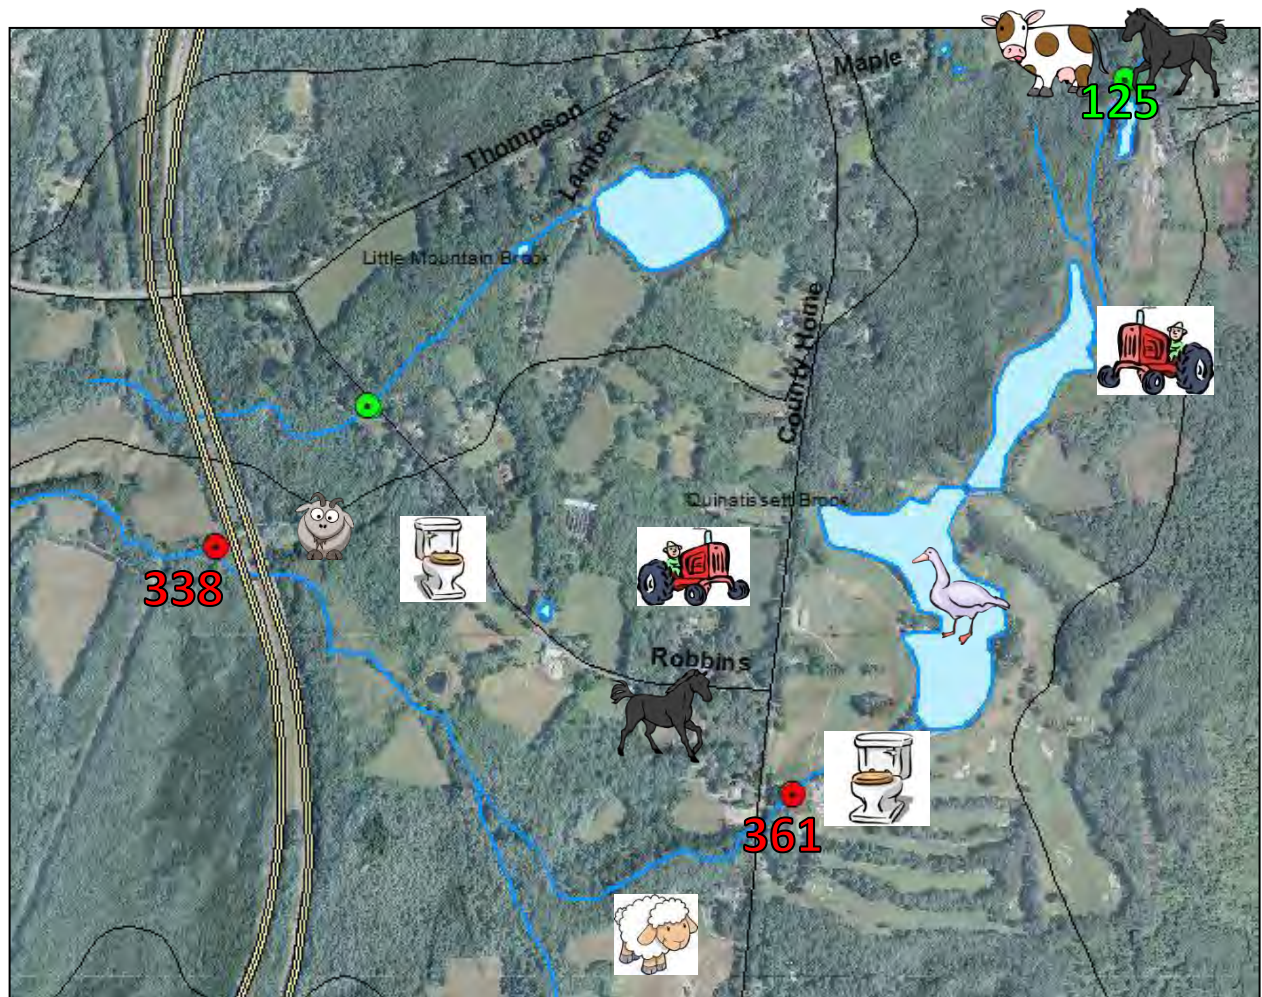 Maple
125
Thompson
Lambert
Little Mountain Brook
County Home
Quinatissett Brook
338
Robbins
361